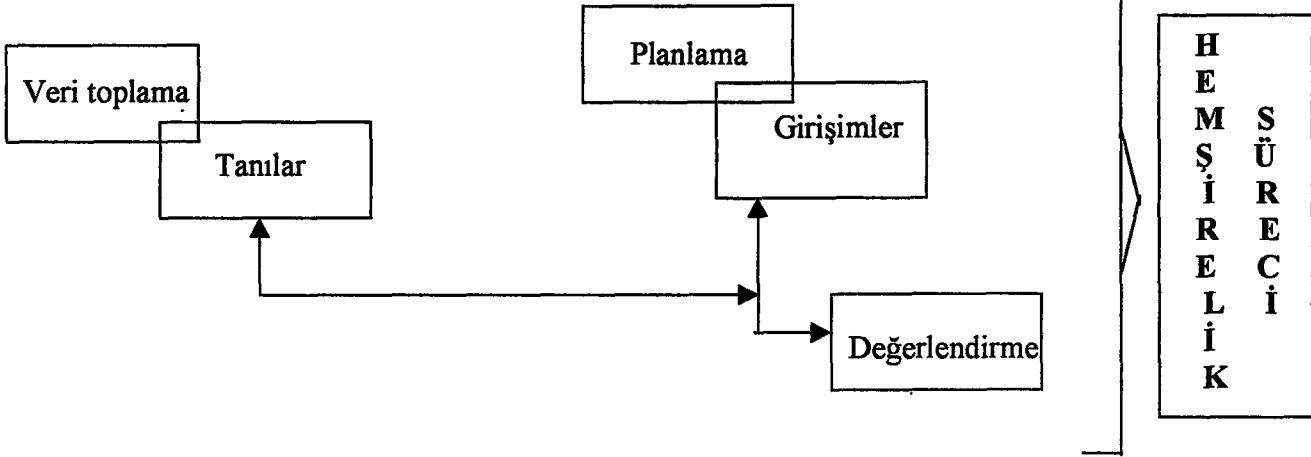 Veri toplama
Tanılar
Planlama
Girişimler
Değerlendirme
HEMŞİRELİK
SÜRECİ